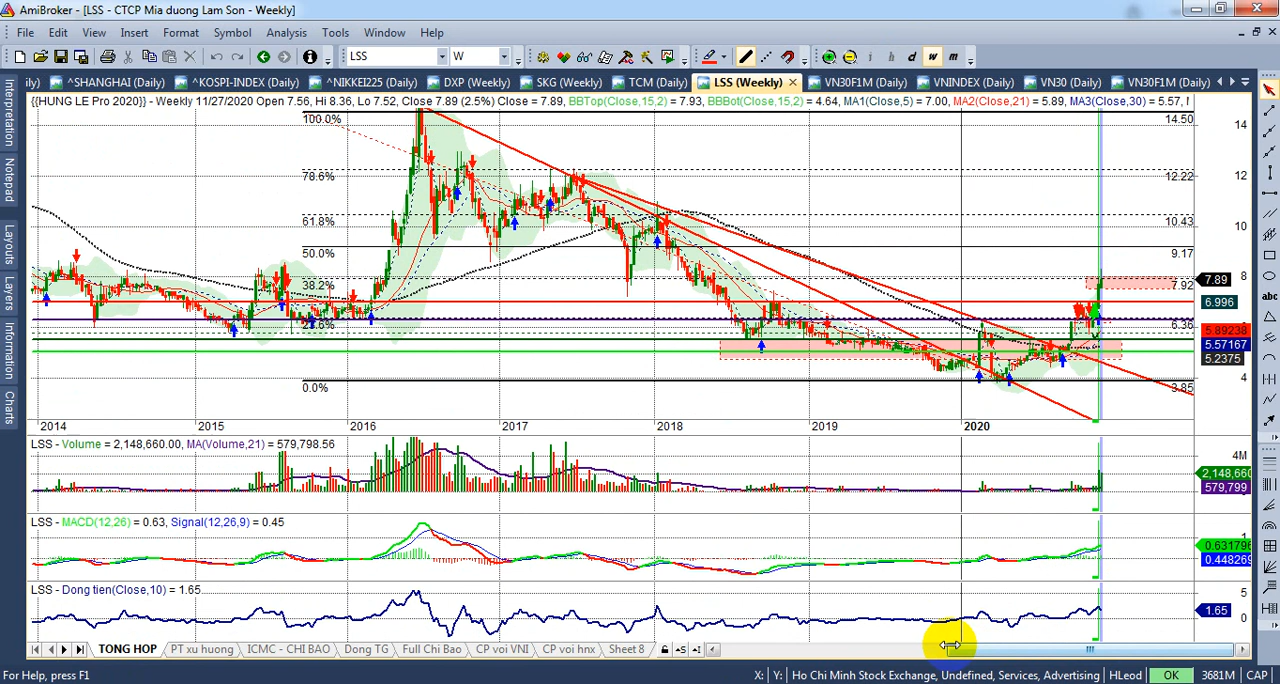 AmiBroker - [LSS - CTCP Mia duong Lam Son - Weekly]
File Edit View Insert Format Symbol Analysis Tools Window Help
LSS W i h d w m
ily) ^SHANGHAI (Daily) ^KOSPI-INDEX (Daily) ^NIKKEI225 (Daily) DXP (Weekly) SKG (Weekly) TCM (Daily) LSS (Weekly) VN30F1M (Daily) VNINDEX (Daily) VN30 (Daily) VN30F1M (Daily)
{{HUNG LE Pro 2020}} - Weekly 11/27/2020 Open 7.56, Hi 8.36, Lo 7.52, Close 7.89 (2.5%) Close = 7.89, BBTop(Close,15,2) = 7.93, BBBot(Close,15,2) = 4.64, MA1(Close,5) = 7.00, MA2(Close,21) = 5.89, MA3(Close,30) = 5.57,
Interpretation
Notepad
Layouts
Layers
Information
Charts
100.0% 14.50
14
78.6% 12.22
12
61.8% 10.43
10
50.0% 9.17
8
38.2% 7.92
7.89
6.996
23.6% 6.36
5.89238
5.57167
5.2375
4
0.0% 3.85
2014 2015 2016 2017 2018 2019 2020
LSS - Volume = 2,148,660.00, MA(Volume,21) = 579,798.56
4M
2,148,660
579,799
LSS - MACD(12,26) = 0.63, Signal(12,26,9) = 0.45
1
0.631796
0.448269
LSS - Dong tien(Close,10) = 1.65
5
1.65
0
abc
TONG HOP PT xu huong ICMC - CHI BAO Dong TG Full Chi Bao CP voi VNI CP voi hnx Sheet 8
For Help, press F1 X: Y: Ho Chi Minh Stock Exchange, Undefined, Services, Advertising HLeod OK 3681M CAP